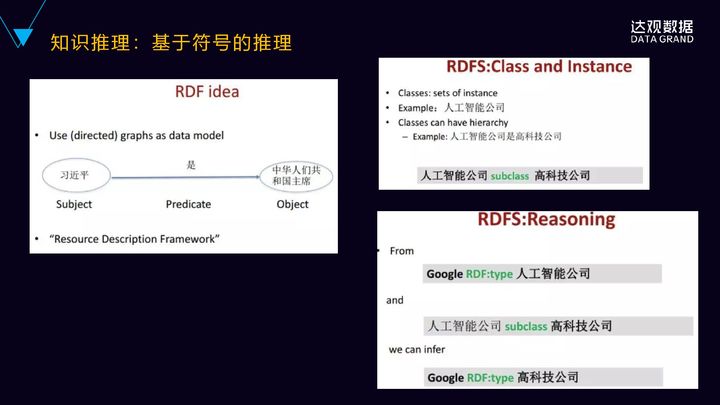 知识推理：基于符号的推理
达观数据
DATA GRAND
RDF idea
• Use (directed) graphs as data model
习近平
是
中华人们共
和国主席
Subject Predicate Object
• “Resource Description Framework”
RDFS:Class and Instance
• Classes: sets of instance
• Example：人工智能公司
• Classes can have hierarchy
– Example: 人工智能公司是高科技公司
人工智能公司 subclass 高科技公司
RDFS:Reasoning
• From
Google RDF:type 人工智能公司
and
人工智能公司 subclass 高科技公司
we can infer
Google RDF:type 高科技公司